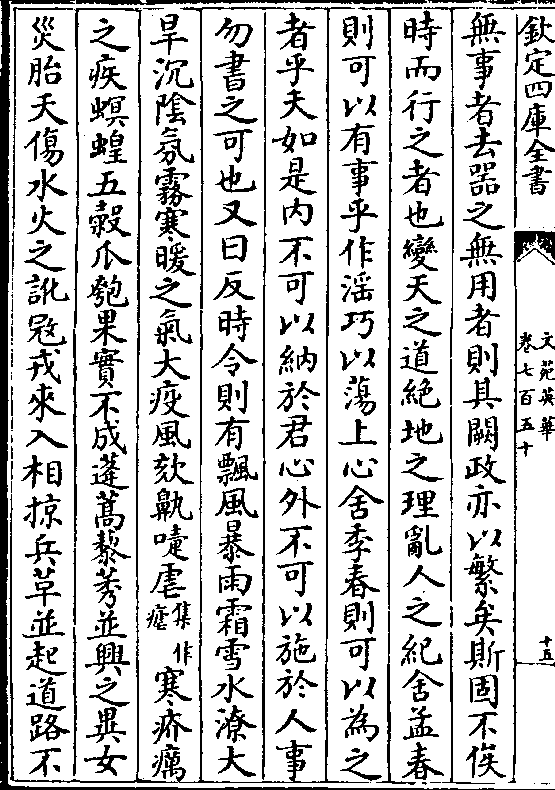 欽定四庫全書
文苑英華
卷七百五十
十五
無事者去器之無用者則其闕政亦以繁矣斯固不俟
時而行之者也變天之道絶地之理亂人之紀舍孟春
則可以有事乎作滛巧以蕩上心舍季春則可以為之
者乎夫如是内不可以納於君心外不可以施於人事
勿書之可也又曰反時令則有飄風暴雨霜雪水潦大
旱沉陰氛霧寒暖之氣大疫風欬鼽嚏虐集作瘧寒疥癘
之疾螟蝗五穀瓜瓠果實不成蓬蒿藜莠並興之異女
災胎夭傷水火之訛冦戎來入相掠兵革並起道路不